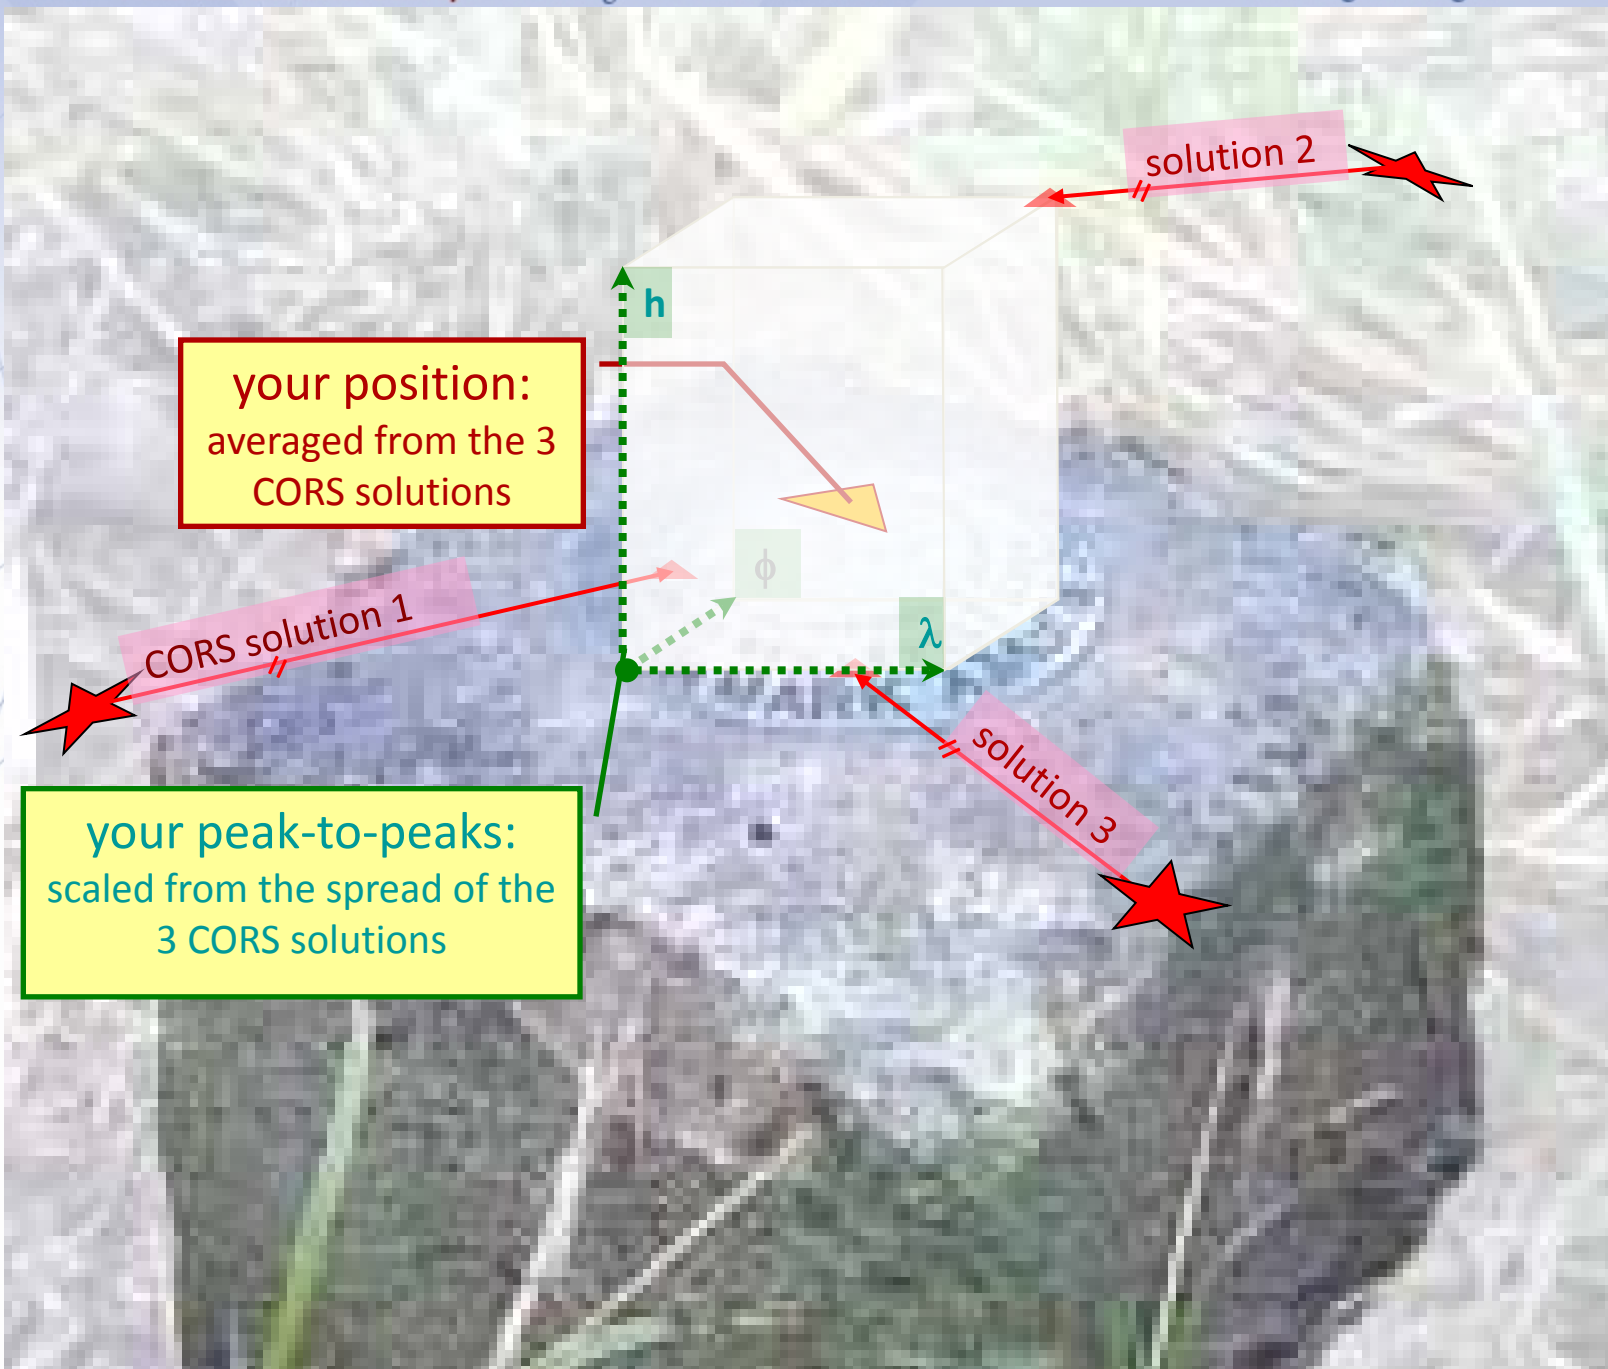 solution 2
h
your position:
averaged from the 3
CORS solutions
ϕ
CORS solution 1
λ
solution 3
your peak-to-peaks:
scaled from the spread of the
3 CORS solutions